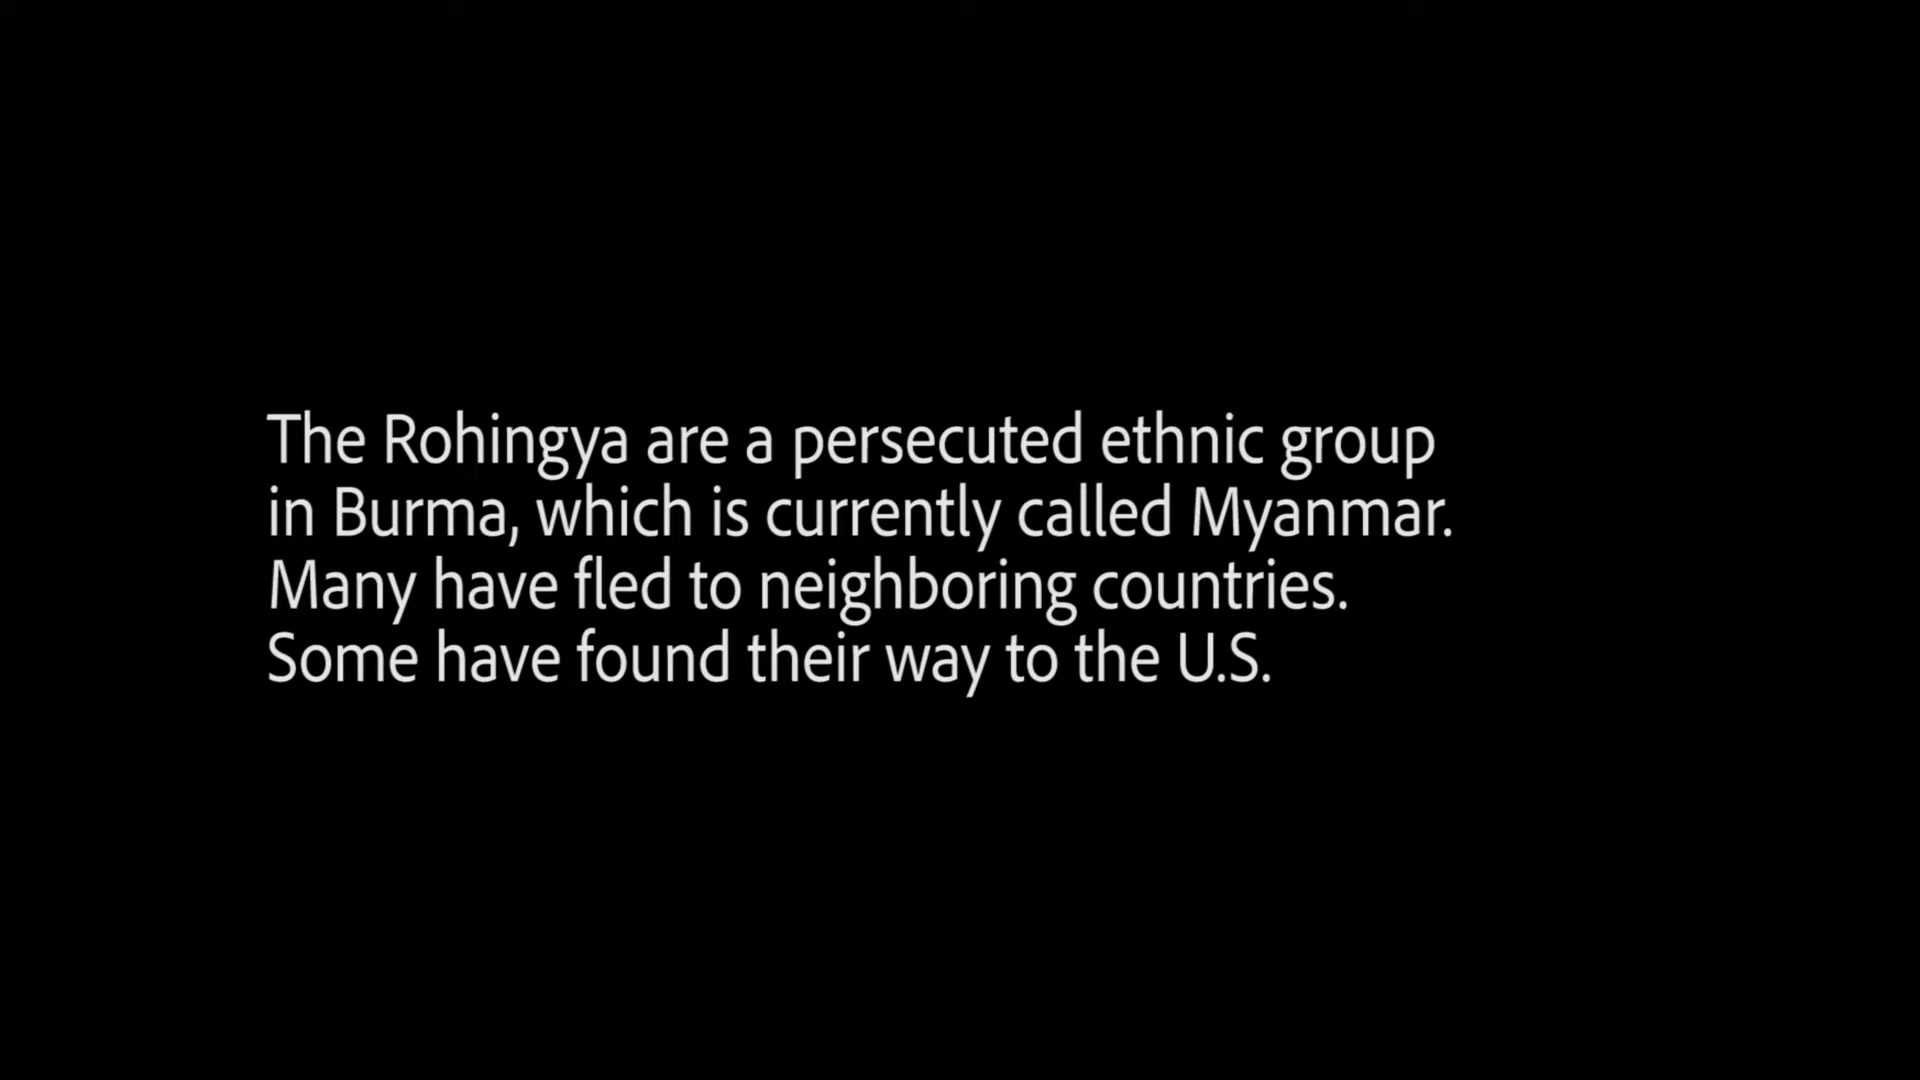 The Rohingya are a persecuted ethnic group
in Burma, which is currently called Myanmar.
Many have fled to neighboring countries.
Some have found their way to the U.S.